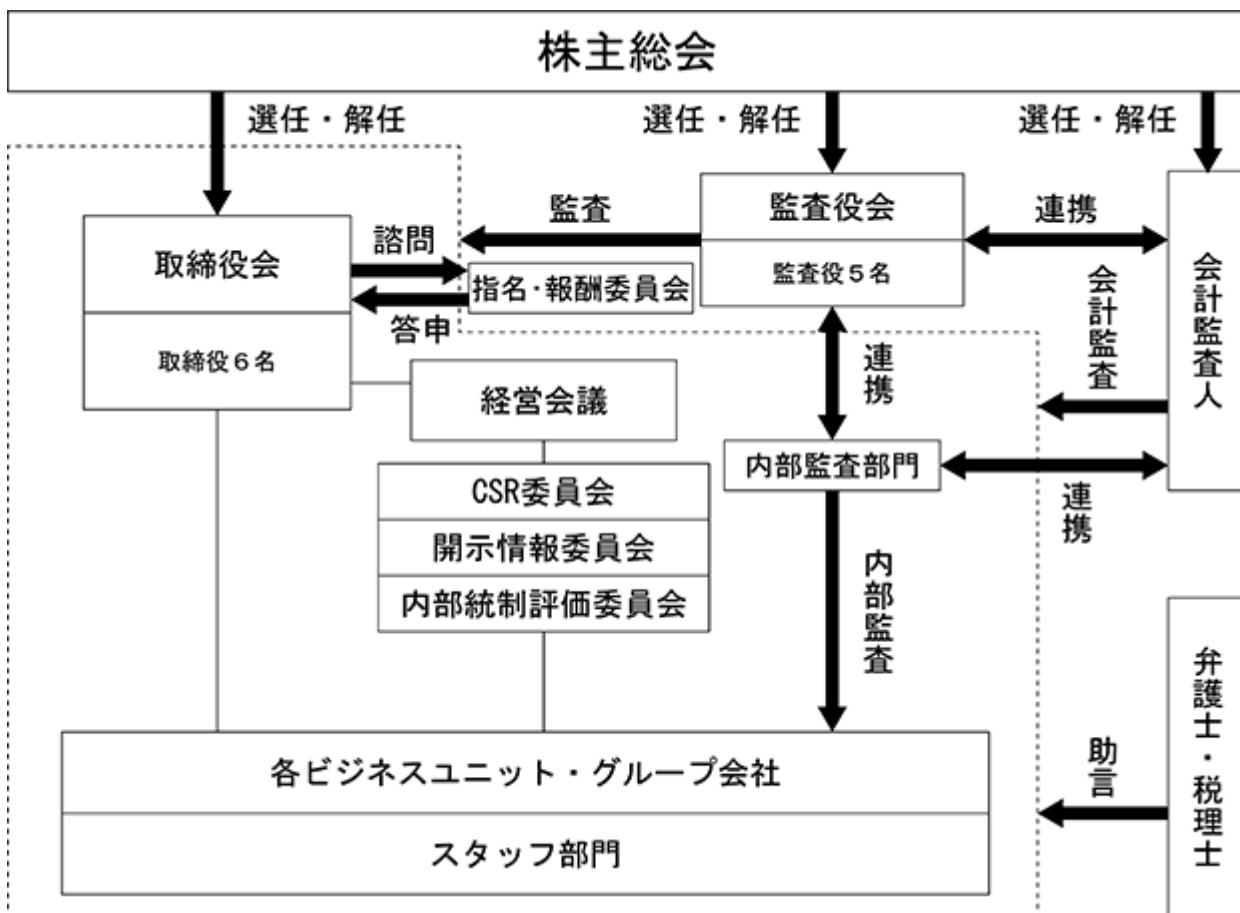 株主総会
選任・解任
選任・解任
選任・解任
監査役会
監査役5名
監査
連携
取締役会
取締役6名
諮問
指名・報酬委員会
答申
会計監査人
会計監査
連携
経営会議
内部監査部門
連携
CSR委員会
開示情報委員会
内部統制評価委員会
内部監査
弁護士・税理士
助言
各ビジネスユニット・グループ会社
スタッフ部門